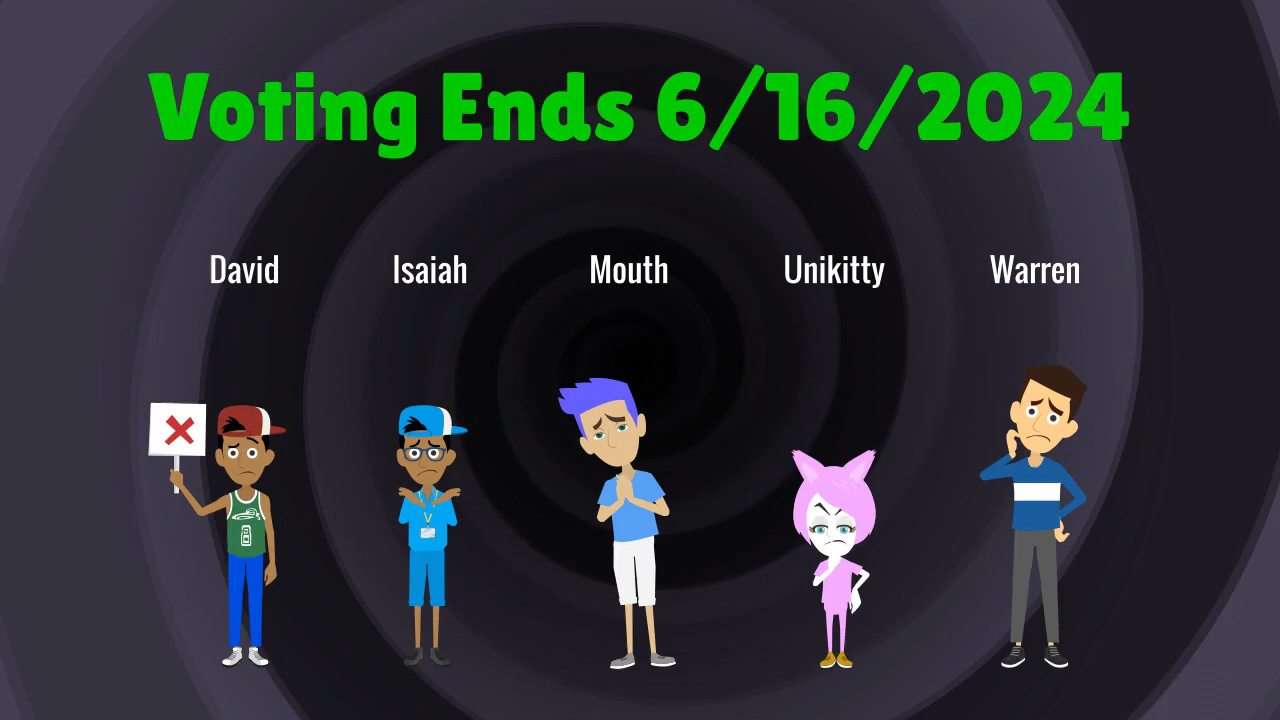 Voting Ends 6/16/2024
David
Isaiah
Mouth
Unikitty
Warren